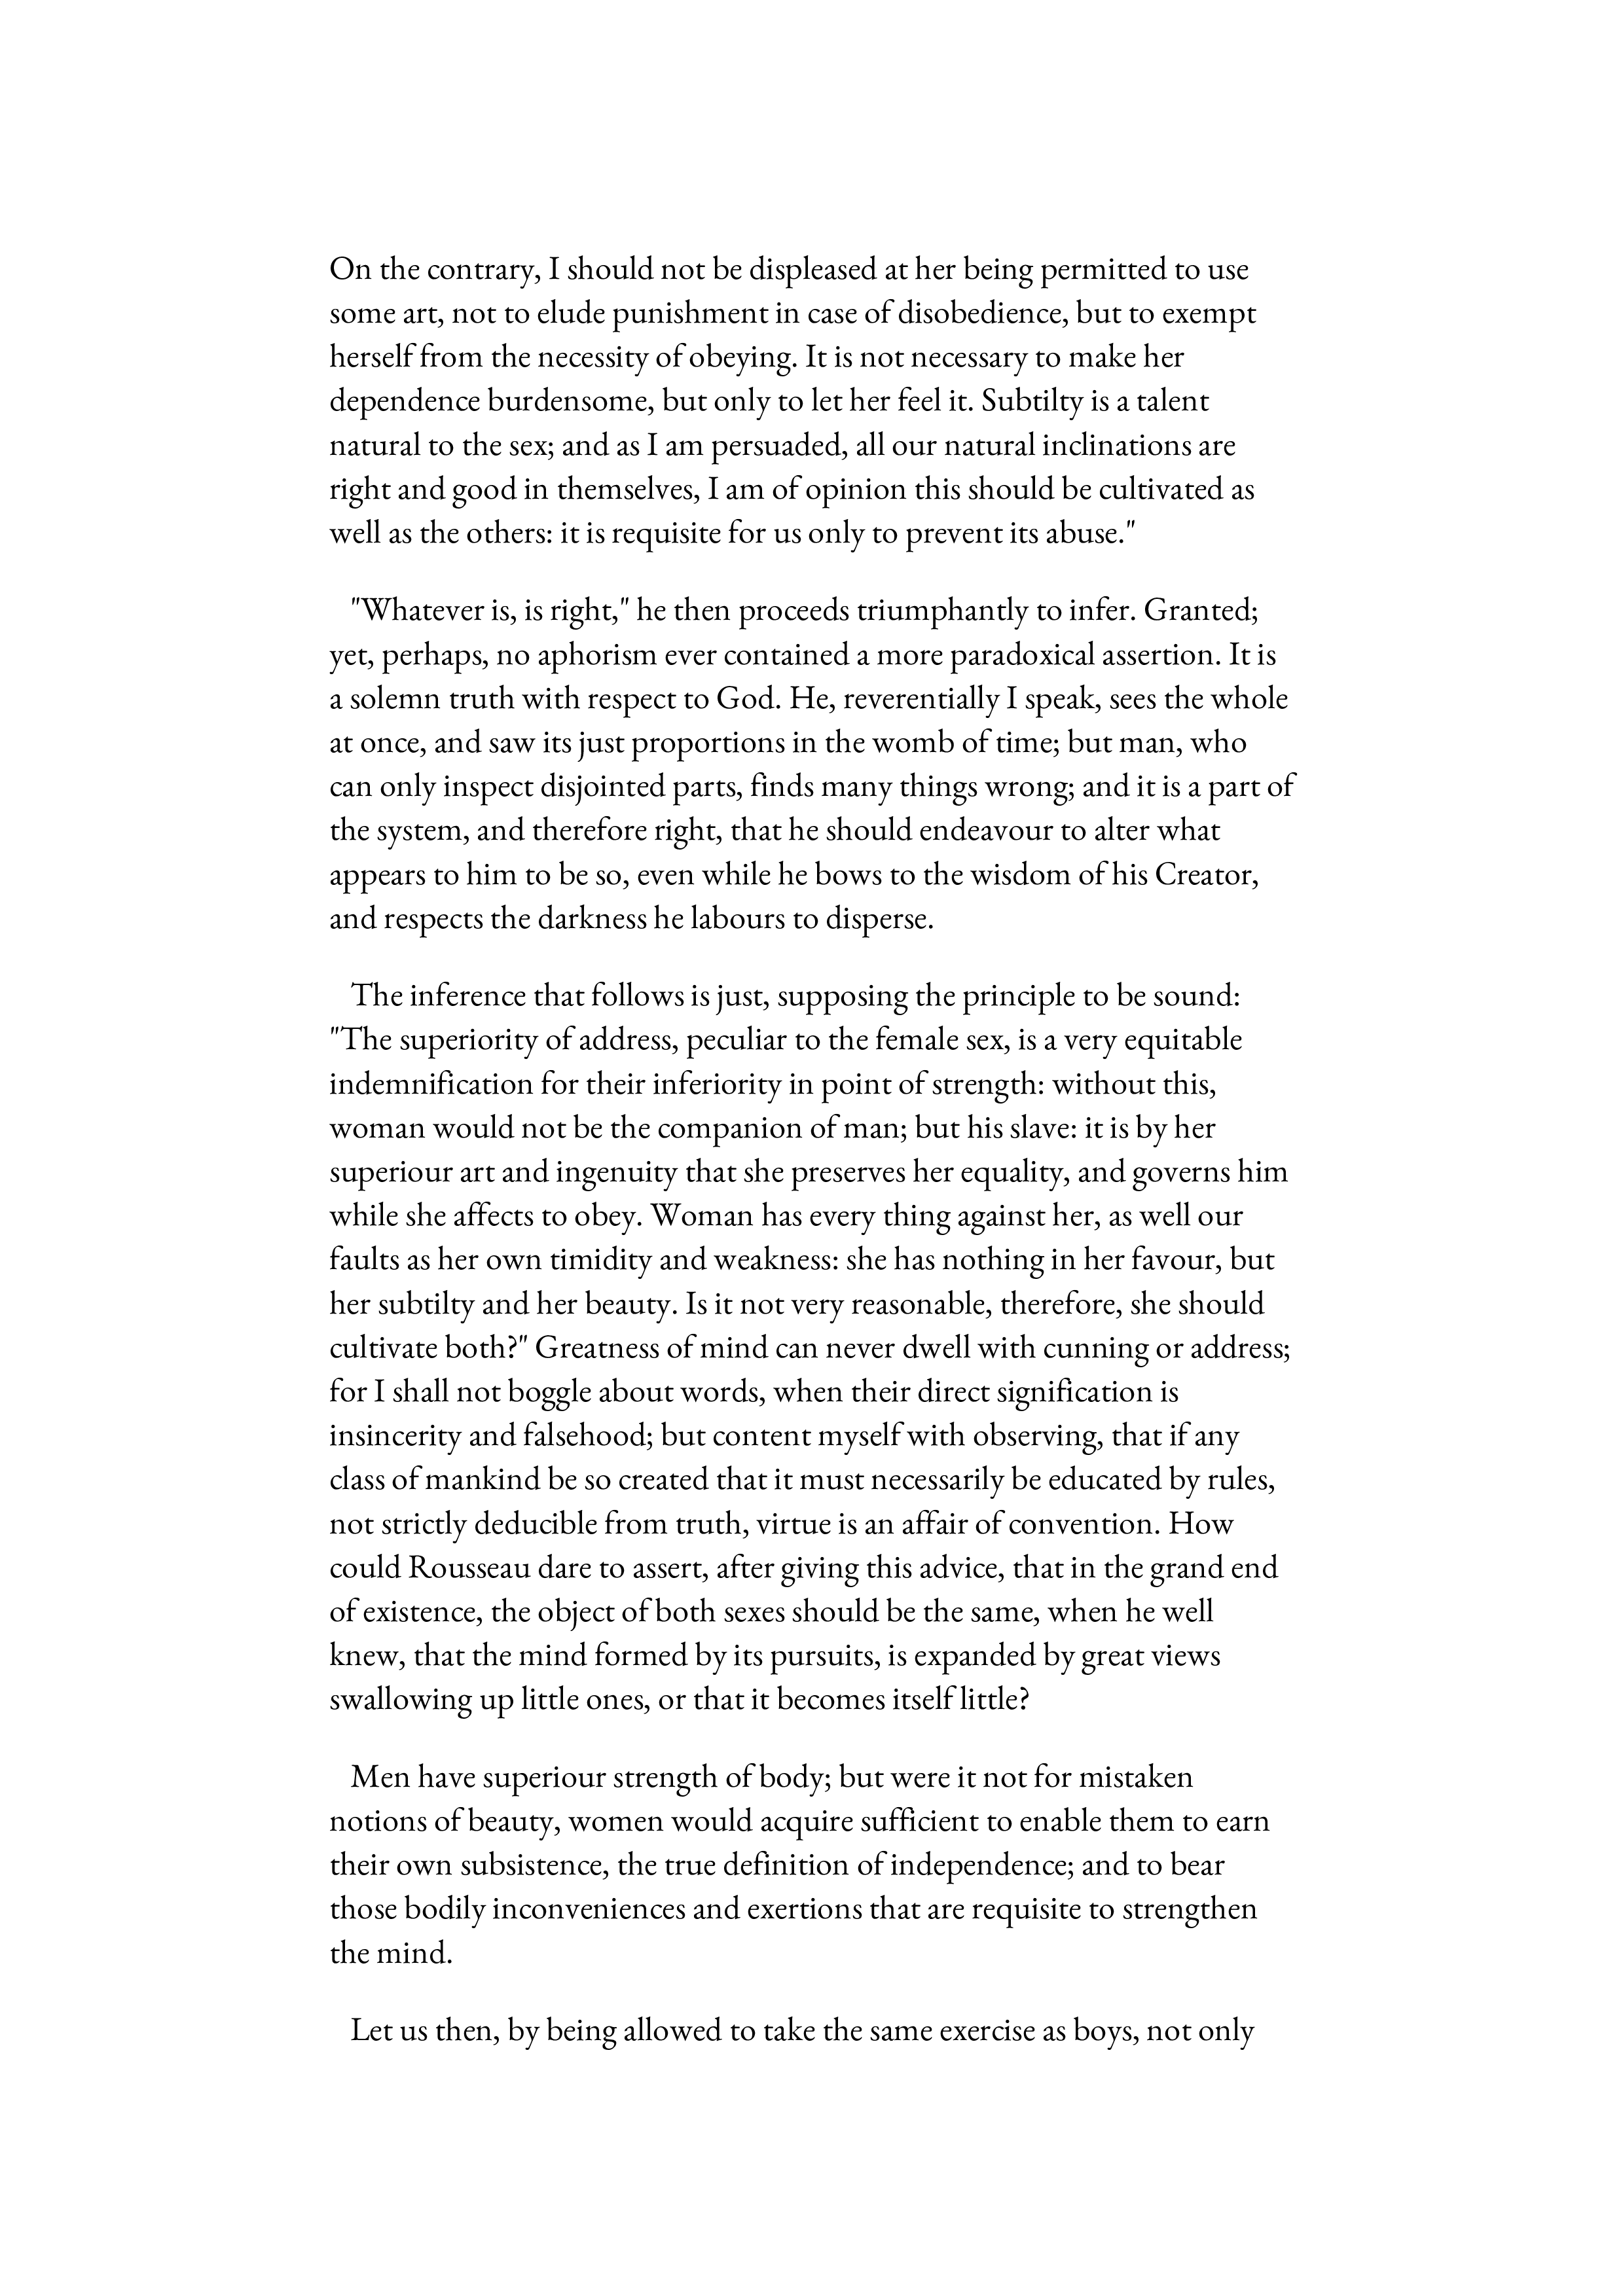 On the contrary, I should not be displeased at her being permitted to use
some art, not to elude punishment in case of disobedience, but to exempt
herself from the necessity of obeying. It is not necessary to make her
dependence burdensome, but only to let her feel it. Subtilty is a talent
natural to the sex; and as I am persuaded, all our natural inclinations are
right and good in themselves, I am of opinion this should be cultivated as
well as the others: it is requisite for us only to prevent its abuse."
"Whatever is, is right," he then proceeds triumphantly to infer. Granted;
yet, perhaps, no aphorism ever contained a more paradoxical assertion. It is
a solemn truth with respect to God. He, reverentially I speak, sees the whole
at once, and saw its just proportions in the womb of time; but man, who
can only inspect disjointed parts, finds many things wrong; and it is a part of
the system, and therefore right, that he should endeavour to alter what
appears to him to be so, even while he bows to the wisdom of his Creator,
and respects the darkness he labours to disperse.
The inference that follows is just, supposing the principle to be sound:
"The superiority of address, peculiar to the female sex, is a very equitable
indemnification for their inferiority in point of strength: without this,
woman would not be the companion of man; but his slave: it is by her
superiour art and ingenuity that she preserves her equality, and governs him
while she affects to obey. Woman has every thing against her, as well our
faults as her own timidity and weakness: she has nothing in her favour, but
her subtilty and her beauty. Is it not very reasonable, therefore, she should
cultivate both?" Greatness of mind can never dwell with cunning or address;
for I shall not boggle about words, when their direct signification is
insincerity and falsehood; but content myself with observing, that if any
class of mankind be so created that it must necessarily be educated by rules,
not strictly deducible from truth, virtue is an affair of convention. How
could Rousseau dare to assert, after giving this advice, that in the grand end
of existence, the object of both sexes should be the same, when he well
knew, that the mind formed by its pursuits, is expanded by great views
swallowing up little ones, or that it becomes itself little?
Men have superiour strength of body; but were it not for mistaken
notions of beauty, women would acquire sufficient to enable them to earn
their own subsistence, the true definition of independence; and to bear
those bodily inconveniences and exertions that are requisite to strengthen
the mind.
Let us then, by being allowed to take the same exercise as boys, not only